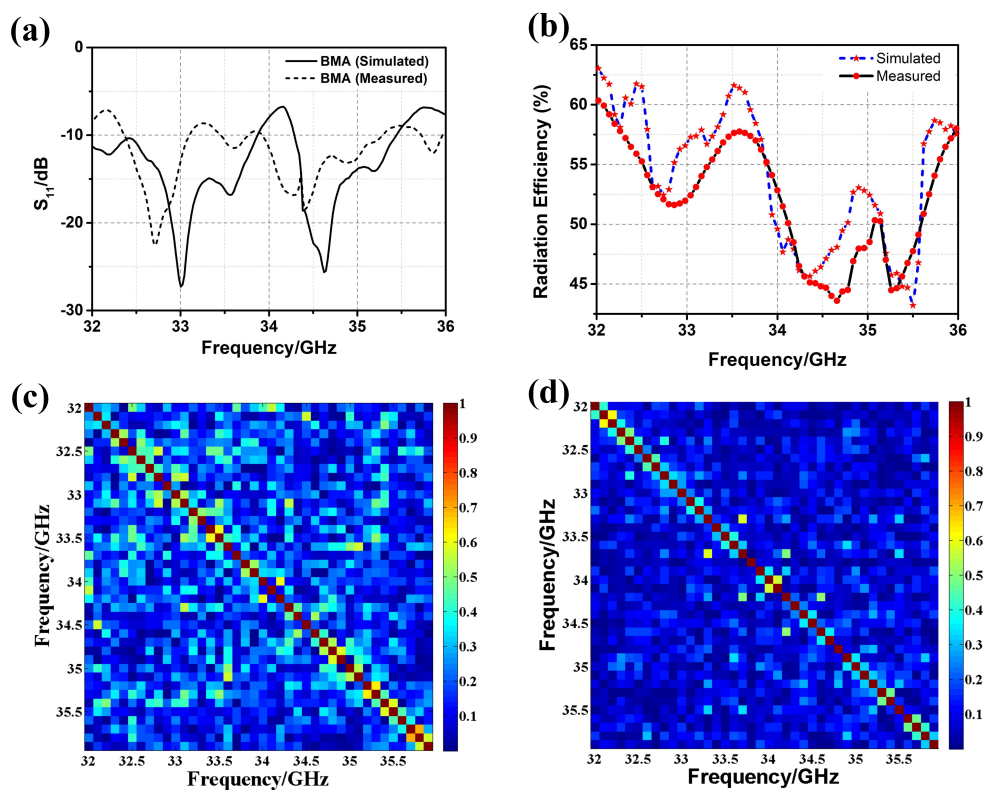 (a)
0
-10
-20
-30
S11/dB
BMA (Simulated)
BMA (Measured)
32 33 34 35 36
Frequency/GHz
(b)
65
60
55
50
45
Radiation Efficiency (%)
Simulated
Measured
32 33 34 35 36
Frequency/GHz
(c)
32
32.5
33
33.5
34
34.5
35
35.5
Frequency/GHz
32 32.5 33 33.5 34 34.5 35 35.5
Frequency/GHz
1
0.9
0.8
0.7
0.6
0.5
0.4
0.3
0.2
0.1
(d)
32
32.5
33
33.5
34
34.5
35
35.5
Frequency/GHz
32 32.5 33 33.5 34 34.5 35 35.5
Frequency/GHz
1
0.9
0.8
0.7
0.6
0.5
0.4
0.3
0.2
0.1